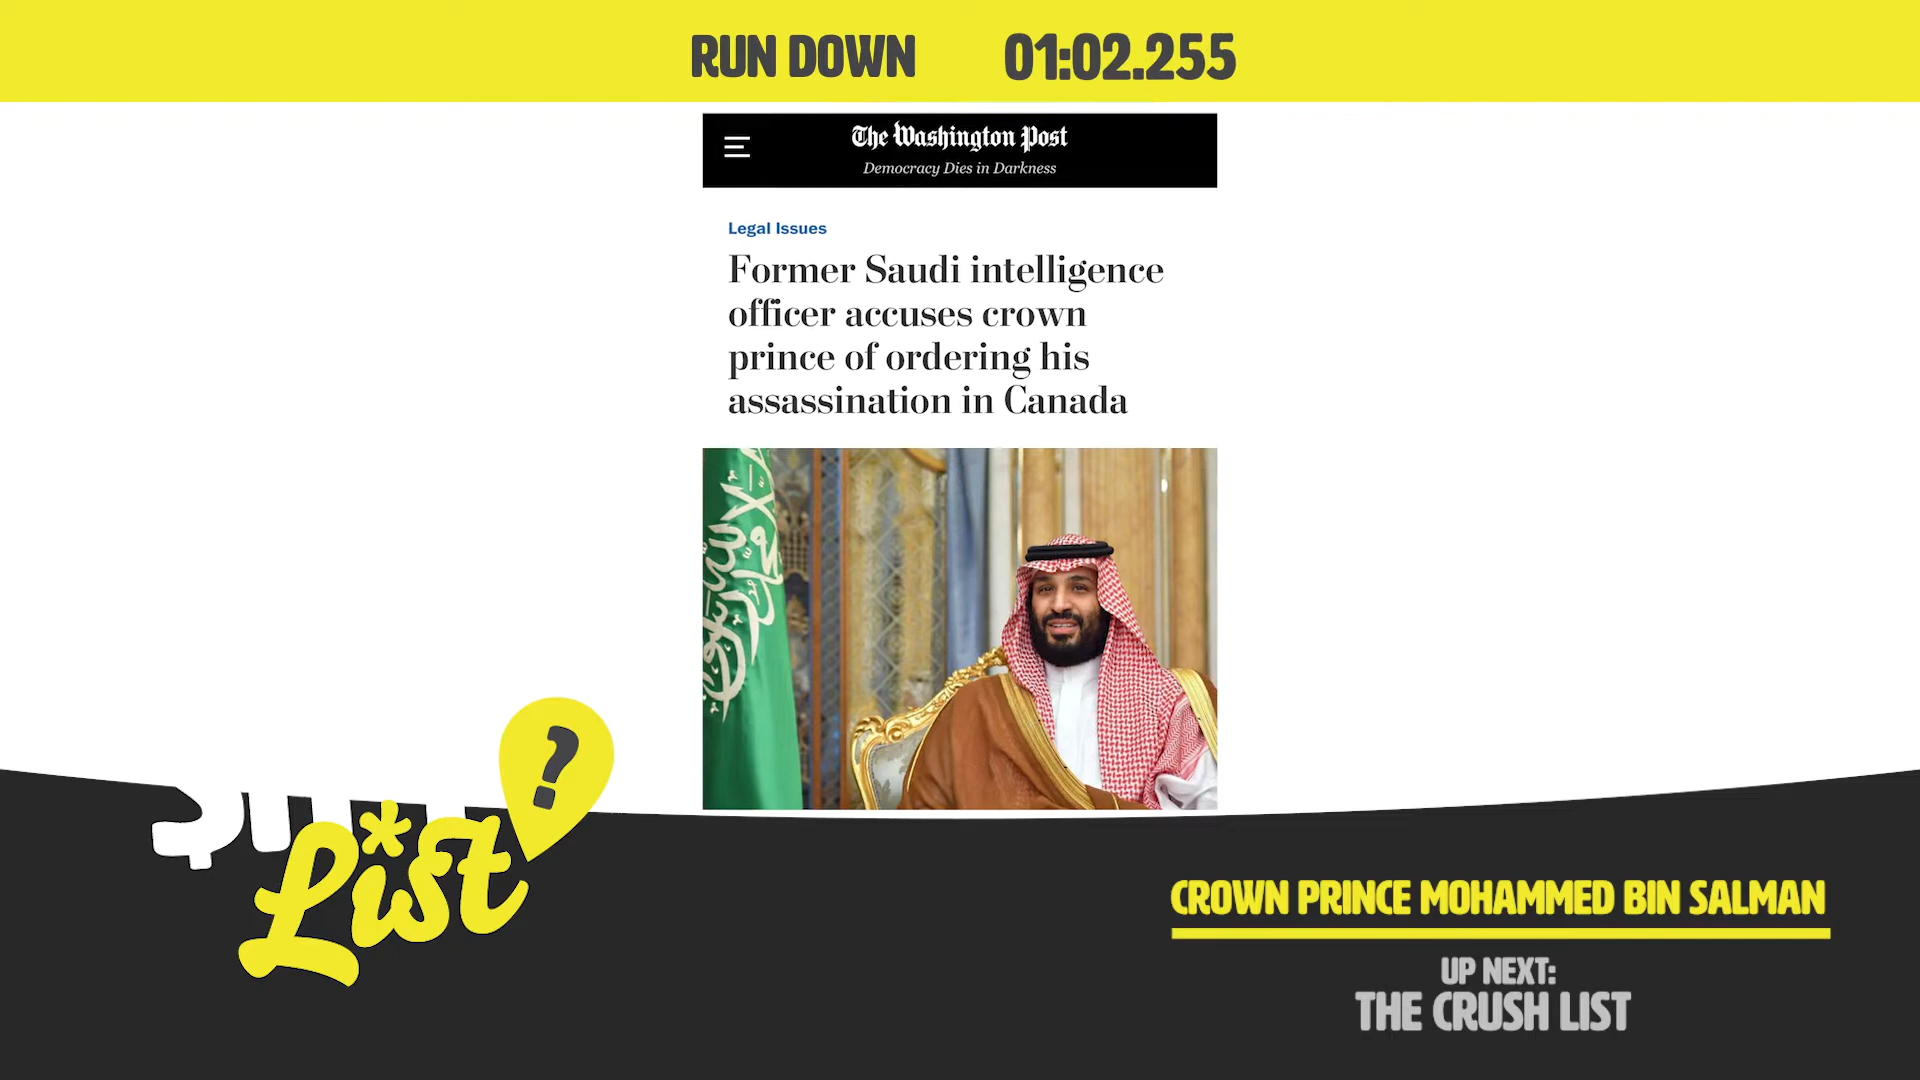 RUN DOWN 01:02.255
The Washington Post
Democracy Dies in Darkness
Legal Issues
Former Saudi intelligence
officer accuses crown
prince of ordering his
assassination in Canada
?
List
CROWN PRINCE MOHAMMED BIN SALMAN
UP NEXT:
THE CRUSH LIST